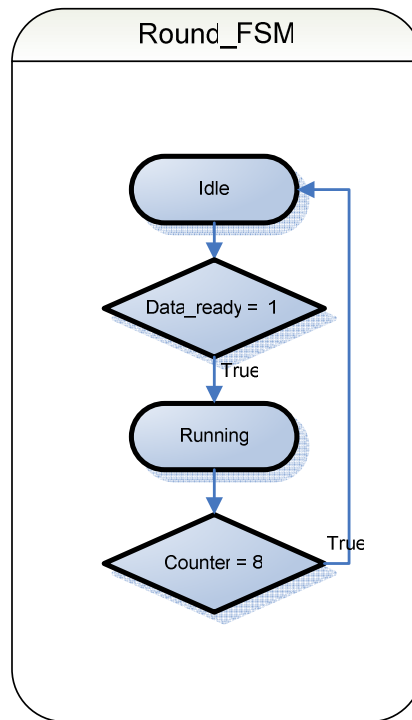 Round_FSM
Idle
Data_ready = 1
True
Running
Counter = 8
True